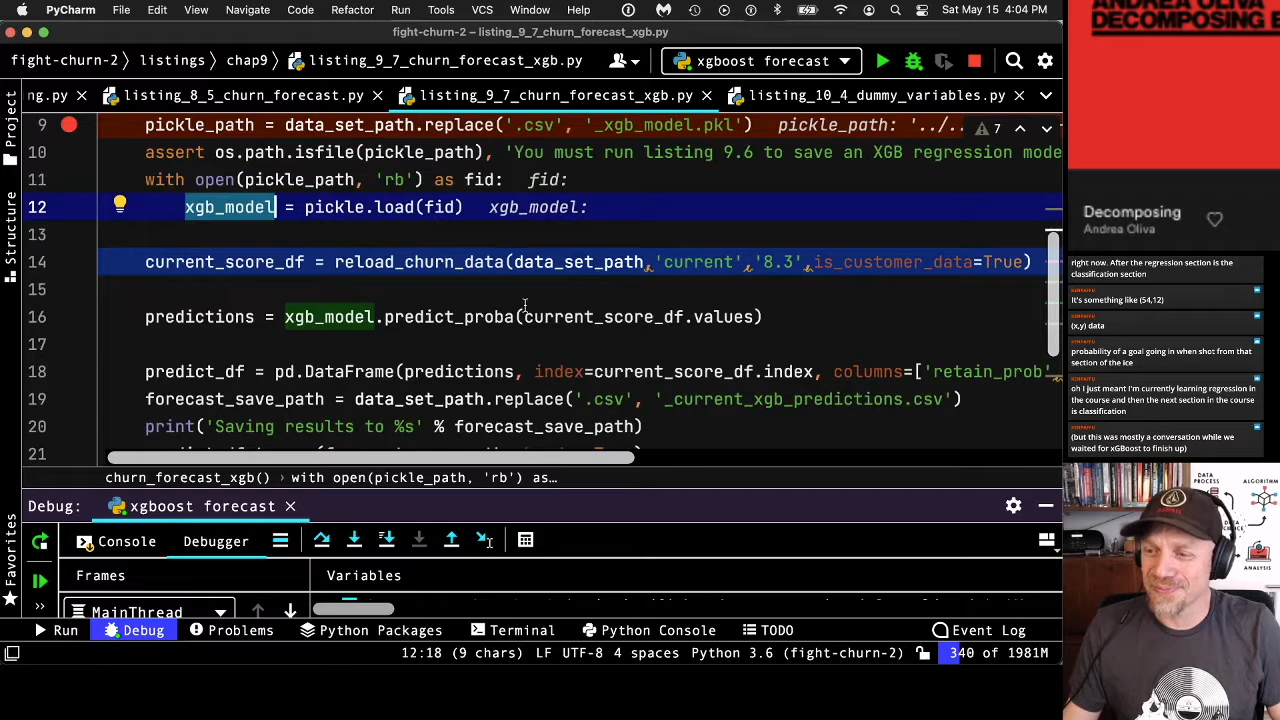 PyCharm File Edit View Navigate Code Refactor Run Tools VCS Window Help Sat May 15 4:04 PM
fight-churn-2 – listing_9_7_churn_forecast_xgb.py
fight-churn-2 listings chap9 listing_9_7_churn_forecast_xgb.py xgboost forecast
ng.py listing_8_5_churn_forecast.py listing_9_7_churn_forecast_xgb.py listing_10_4_dummy_variables.py
Project
Structure
Favorites
9 pickle_path = data_set_path.replace('.csv', '_xgb_model.pkl') pickle_path: '../.. 7
10 assert os.path.isfile(pickle_path), 'You must run listing 9.6 to save an XGB regression mode
11 with open(pickle_path, 'rb') as fid: fid:
12 xgb_model = pickle.load(fid) xgb_model:
13
14 current_score_df = reload_churn_data(data_set_path,'current','8.3',is_customer_data=True)
15
16 predictions = xgb_model.predict_proba(current_score_df.values)
17
18 predict_df = pd.DataFrame(predictions, index=current_score_df.index, columns=['retain_prob'
19 forecast_save_path = data_set_path.replace('.csv', '_current_xgb_predictions.csv')
20 print('Saving results to %s' % forecast_save_path)
21
churn_forecast_xgb() with open(pickle_path, 'rb') as…
Debug: xgboost forecast
Console Debugger
Frames Variables
MainThread
Run Debug Problems Python Packages Terminal Python Console TODO Event Log
12:18 (9 chars) LF UTF-8 4 spaces Python 3.6 (fight-churn-2) 340 of 1981M
ANDREA OLIVA
DECOMPOSING
Decomposing
Andrea Oliva
right now. After the regression section is the
classification section
It's something like (54,12)
(x,y) data
probability of a goal going in when shot from that
section of the ice
oh I just meant I'm currently learning regression in
the course and then the next section in the course
is classification
(but this was mostly a conversation while we
waited for xGBoost to finish up)
DATA
PROCESS
ALGORITHM
ANALYSIS